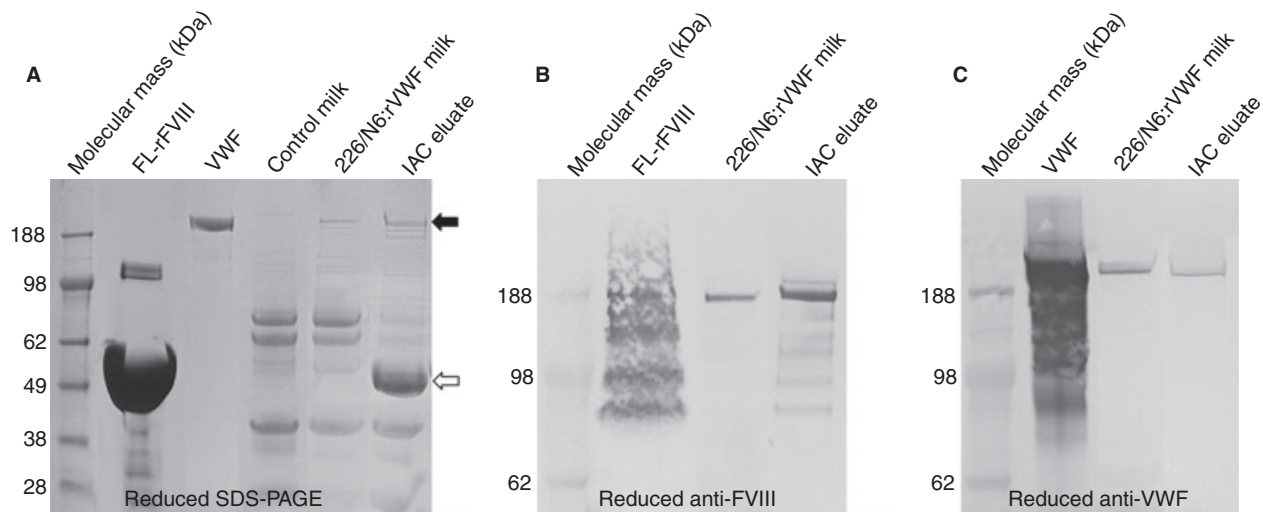 A
Molecular mass (kDa)
FL-rFVIII
VWF
Control milk
226/N6:rVWF milk
IAC eluate
188
98
62
49
38
28
Reduced SDS-PAGE
B
Molecular mass (kDa)
FL-rFVIII
226/N6:rVWF milk
IAC eluate
188
98
62
Reduced anti-FVIII
C
Molecular mass (kDa)
VWF
226/N6:rVWF milk
IAC eluate
188
98
62
Reduced anti-VWF